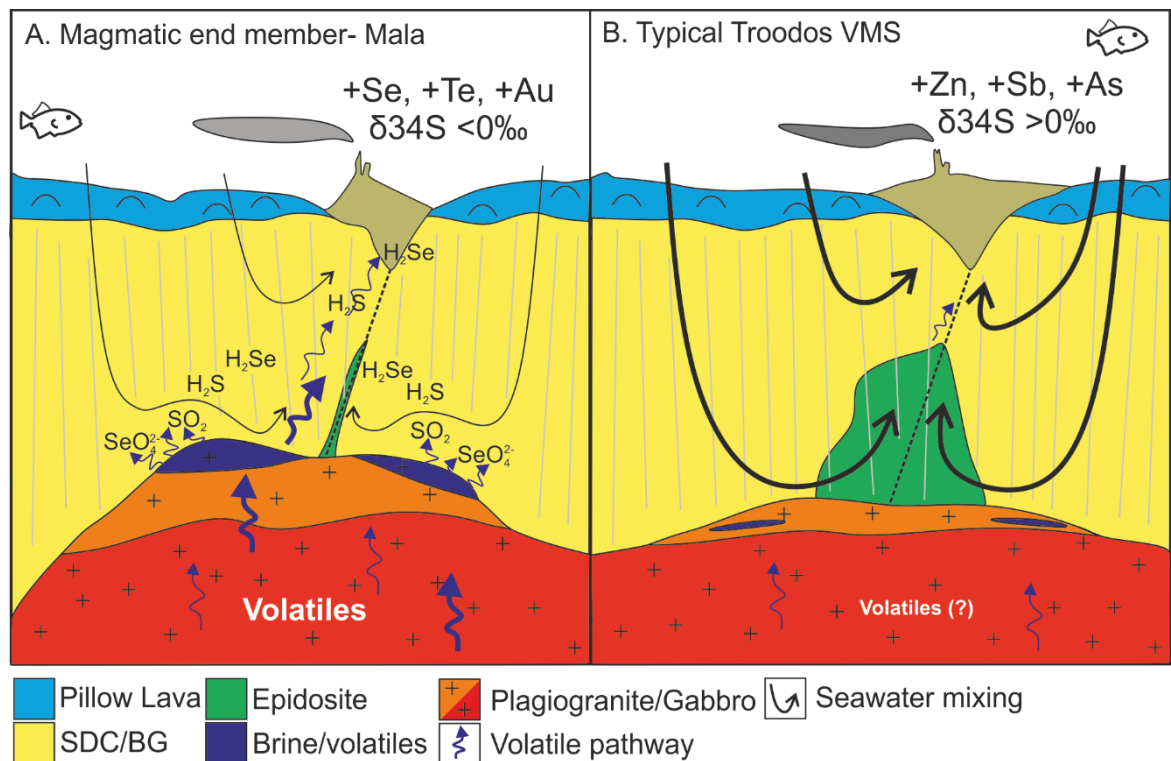 A. Magmatic end member- Mala
+Se, +Te, +Au
δ34S <0‰
H₂Se
H₂S
H₂Se
H₂Se
H₂S
H₂S
SO₂
SeO₄²⁻
SO₂
SeO₄²⁻
Volatiles
B. Typical Troodos VMS
+Zn, +Sb, +As
δ34S >0‰
Volatiles (?)
Pillow Lava
Epidosite
Plagiogranite/Gabbro
Seawater mixing
SDC/BG
Brine/volatiles
Volatile pathway